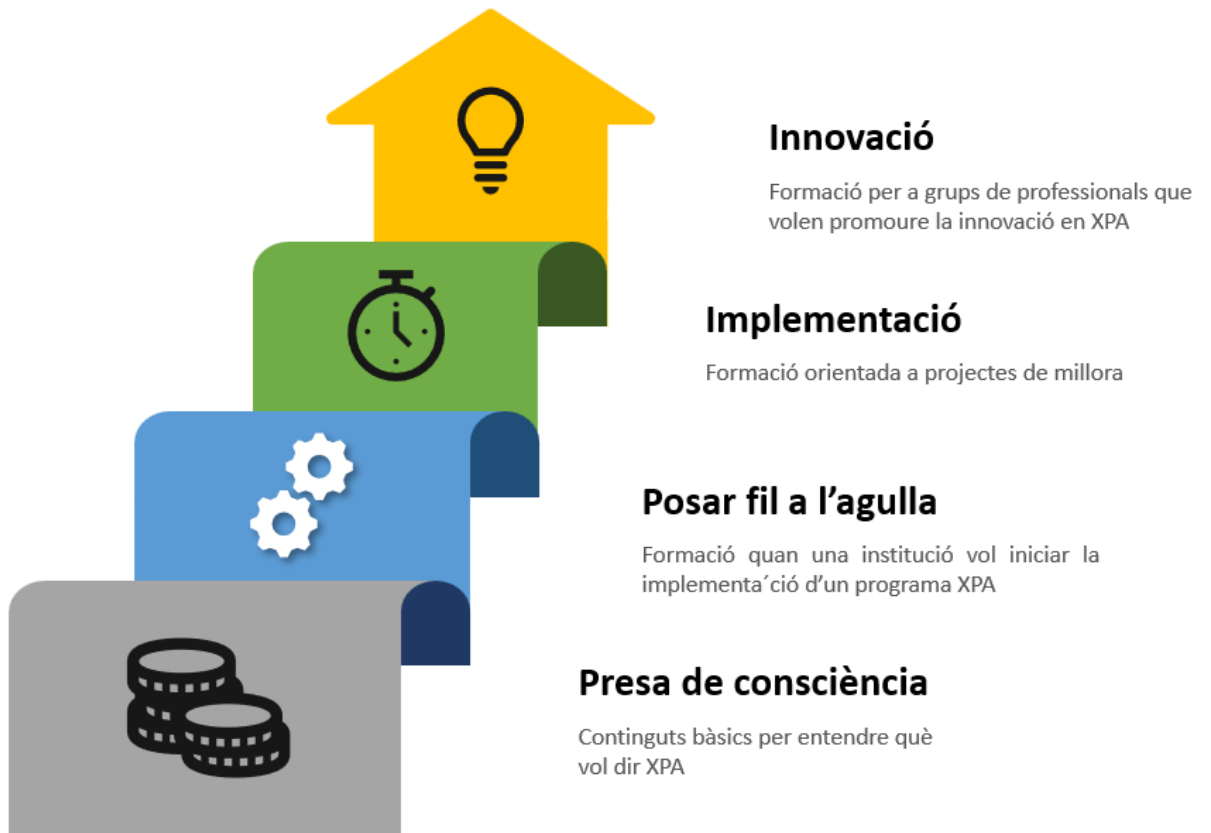 Innovació
Formació per a grups de professionals que
volen promoure la innovació en XPA
Implementació
Formació orientada a projectes de millora
Posar fil a l’agulla
Formació quan una institució vol iniciar la
implementa´ció d’un programa XPA
Presa de consciència
Continguts bàsics per entendre què
vol dir XPA